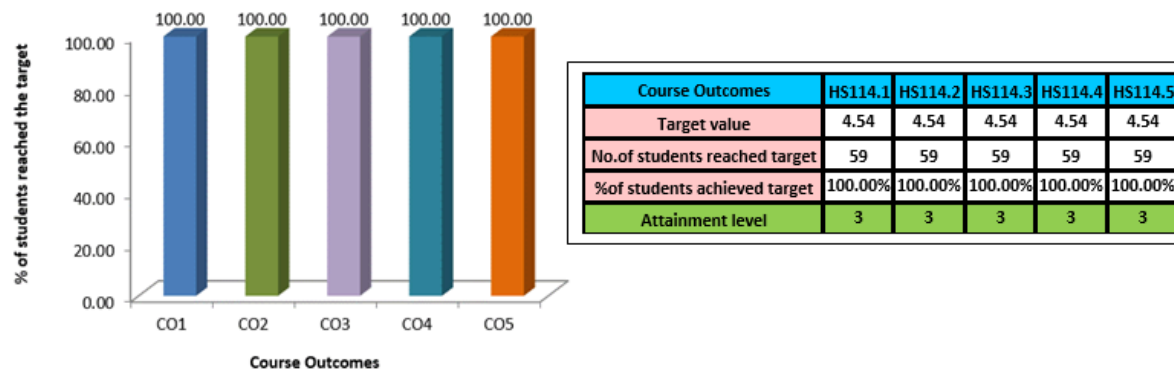 100.00 100.00 100.00 100.00 100.00
% of students reached the target
100.00
80.00
60.00
40.00
20.00
0.00
CO1 CO2 CO3 CO4 CO5
Course Outcomes
Course Outcomes HS114.1 HS114.2 HS114.3 HS114.4 HS114.5
Target value 4.54 4.54 4.54 4.54 4.54
No.of students reached target 59 59 59 59 59
%of students achieved target 100.00% 100.00% 100.00% 100.00% 100.00%
Attainment level 3 3 3 3 3